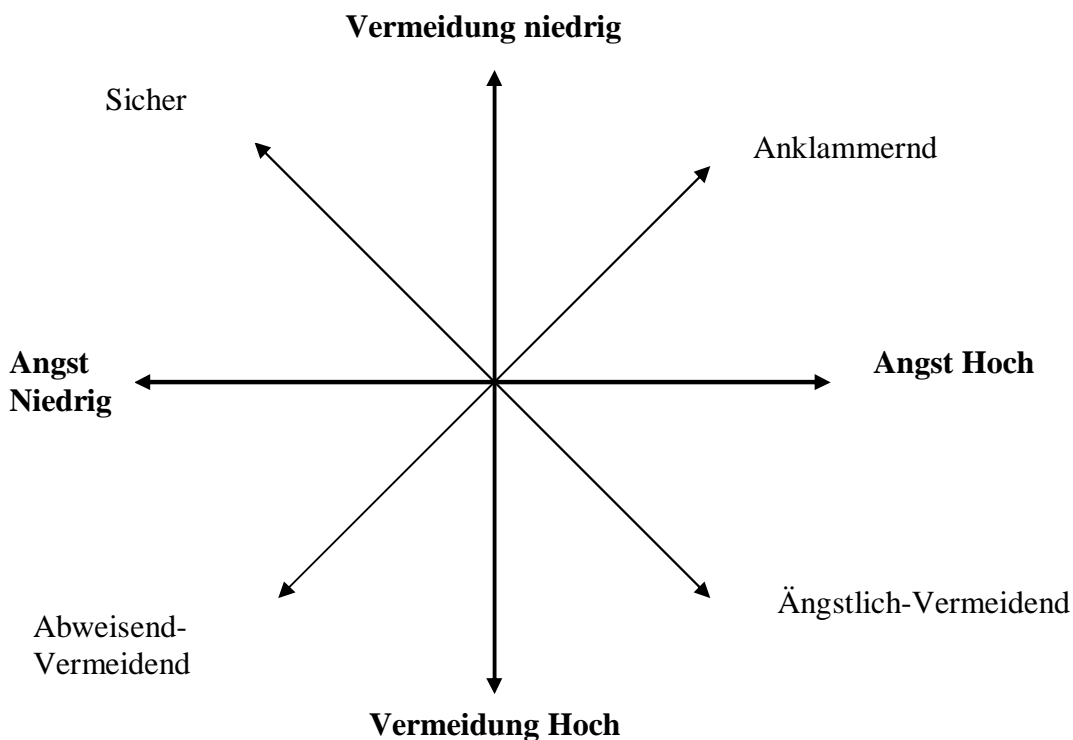 Vermeidung niedrig
Sicher
Anklammernd
Angst
Niedrig
Angst Hoch
Abweisend-
Vermeidend
Ängstlich-Vermeidend
Vermeidung Hoch